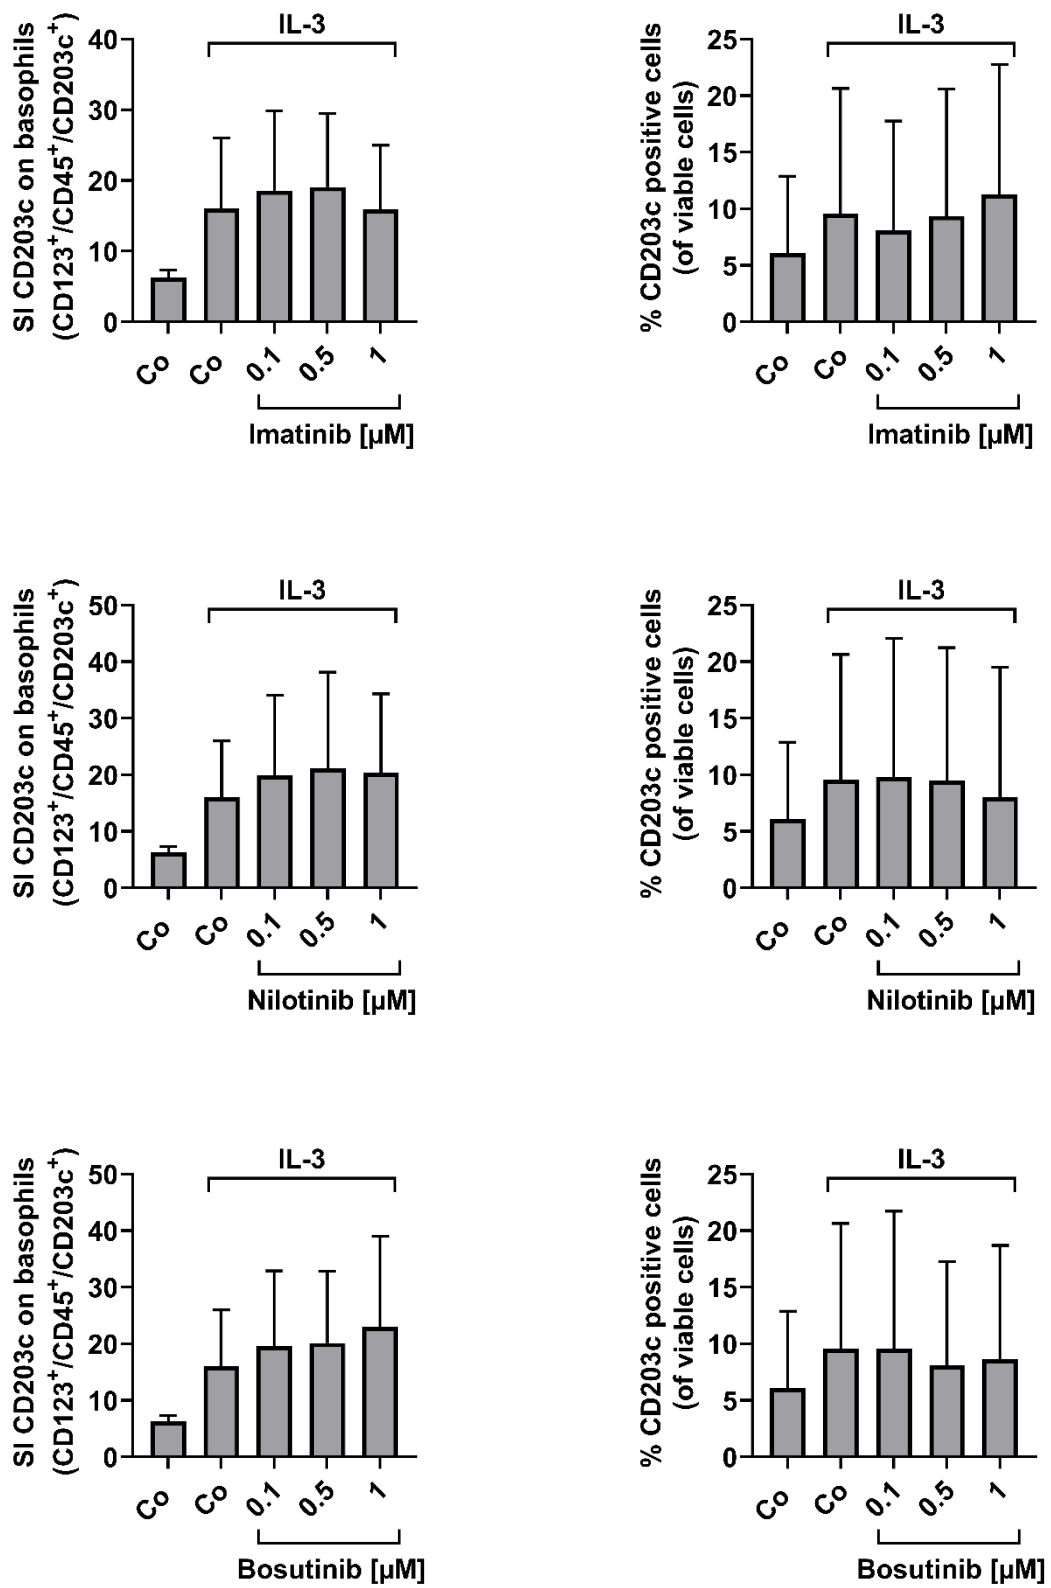 IL-3
SI CD203c on basophils
(CD123⁺/CD45⁺/CD203c⁺)
40
30
20
10
0
Co Co 0.1 0.5 1
Imatinib [µM]
IL-3
% CD203c positive cells
(of viable cells)
25
20
15
10
5
0
Co Co 0.1 0.5 1
Imatinib [µM]
IL-3
SI CD203c on basophils
(CD123⁺/CD45⁺/CD203c⁺)
50
40
30
20
10
0
Co Co 0.1 0.5 1
Nilotinib [µM]
IL-3
% CD203c positive cells
(of viable cells)
25
20
15
10
5
0
Co Co 0.1 0.5 1
Nilotinib [µM]
IL-3
SI CD203c on basophils
(CD123⁺/CD45⁺/CD203c⁺)
50
40
30
20
10
0
Co Co 0.1 0.5 1
Bosutinib [µM]
IL-3
% CD203c positive cells
(of viable cells)
25
20
15
10
5
0
Co Co 0.1 0.5 1
Bosutinib [µM]